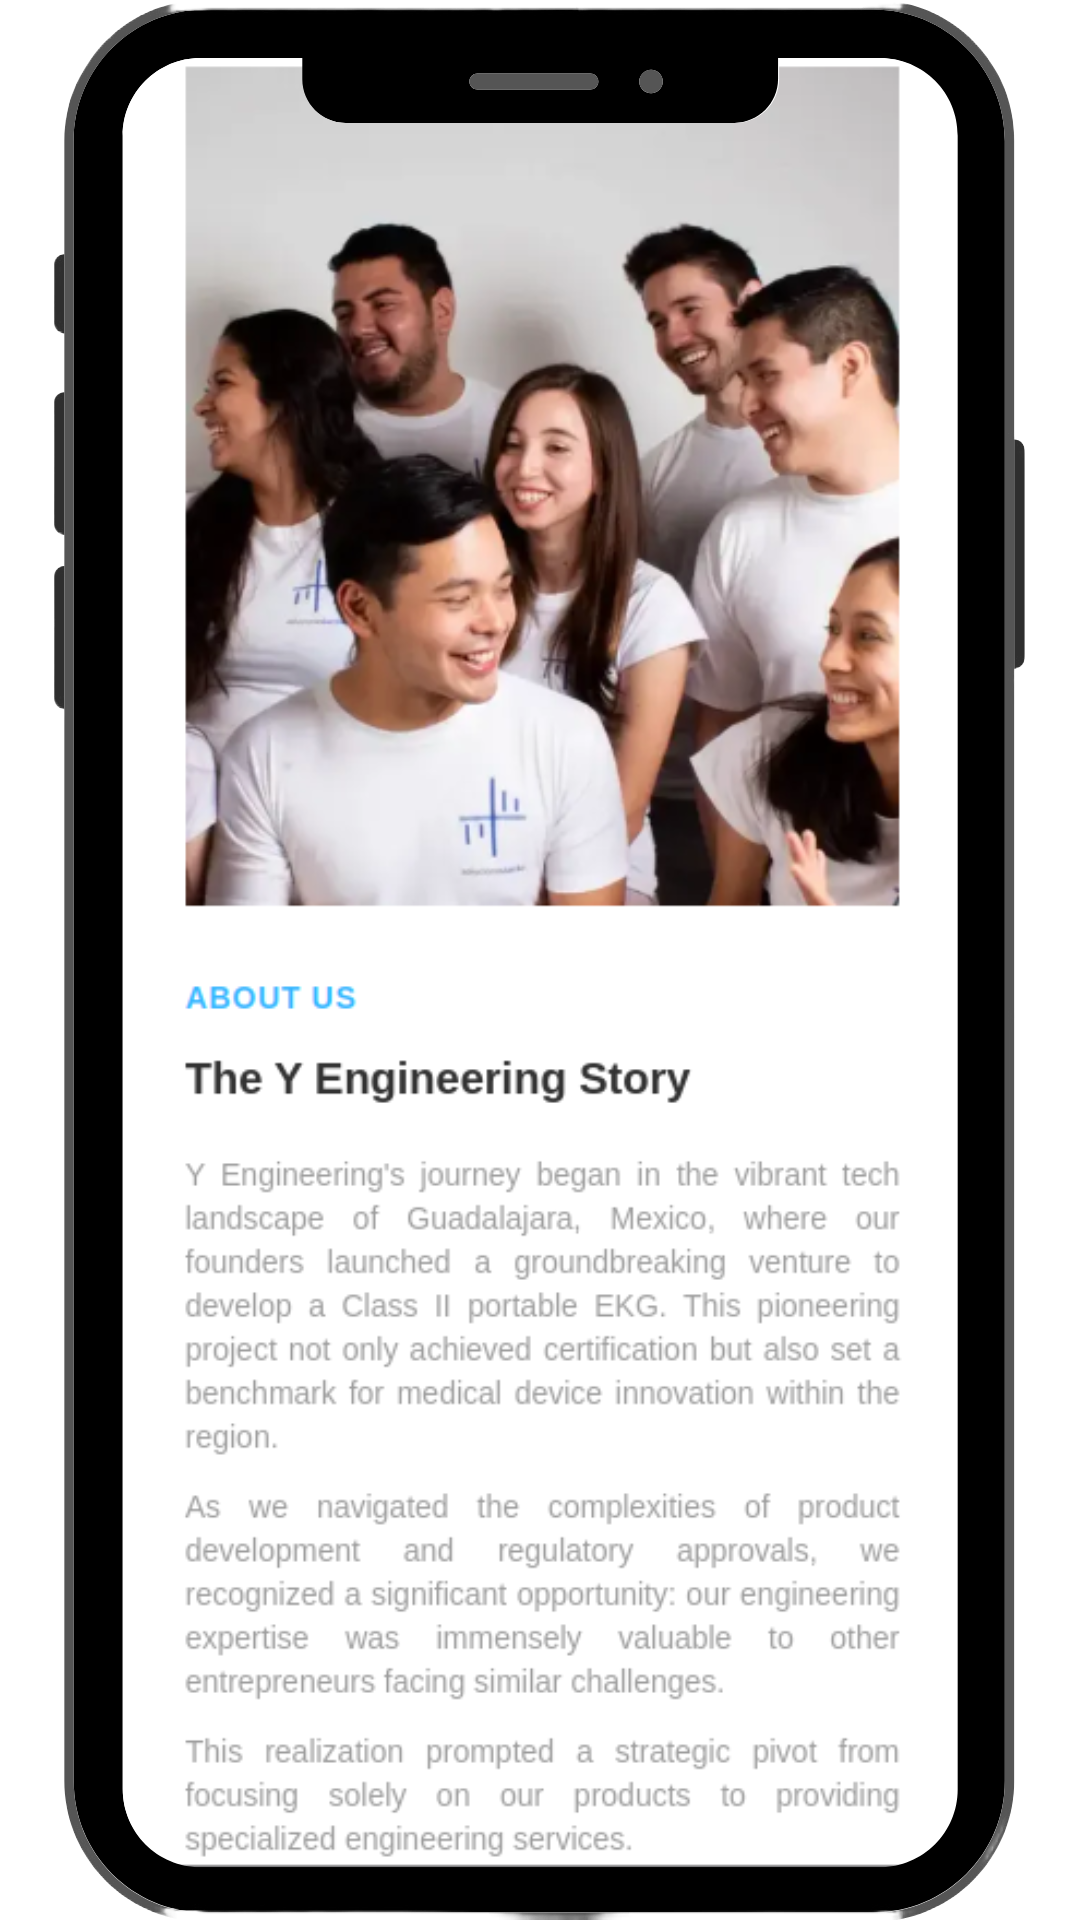 ABOUT US
The Y Engineering Story
Y Engineering's journey began in the vibrant tech
landscape of Guadalajara, Mexico, where our
founders launched a groundbreaking venture to
develop a Class II portable EKG. This pioneering
project not only achieved certification but also set a
benchmark for medical device innovation within the
region.
As we navigated the complexities of product
development and regulatory approvals, we
recognized a significant opportunity: our engineering
expertise was immensely valuable to other
entrepreneurs facing similar challenges.
This realization prompted a strategic pivot from
focusing solely on our products to providing
specialized engineering services.